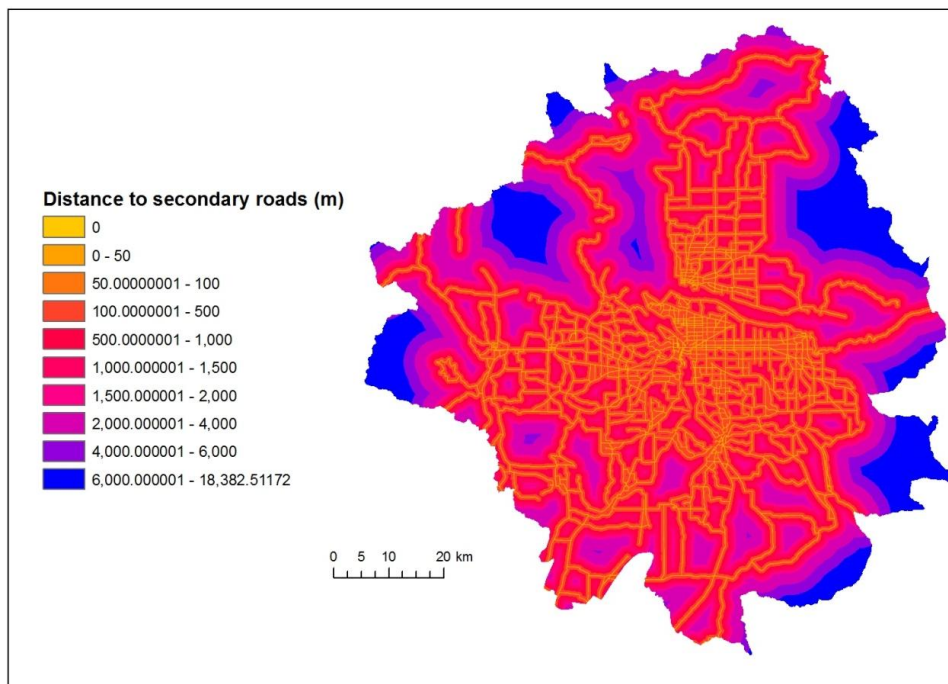 Distance to secondary roads (m)
0
0 - 50
50.00000001 - 100
100.0000001 - 500
500.0000001 - 1,000
1,000.000001 - 1,500
1,500.000001 - 2,000
2,000.000001 - 4,000
4,000.000001 - 6,000
6,000.000001 - 18,382.51172
0 5 10 20 km